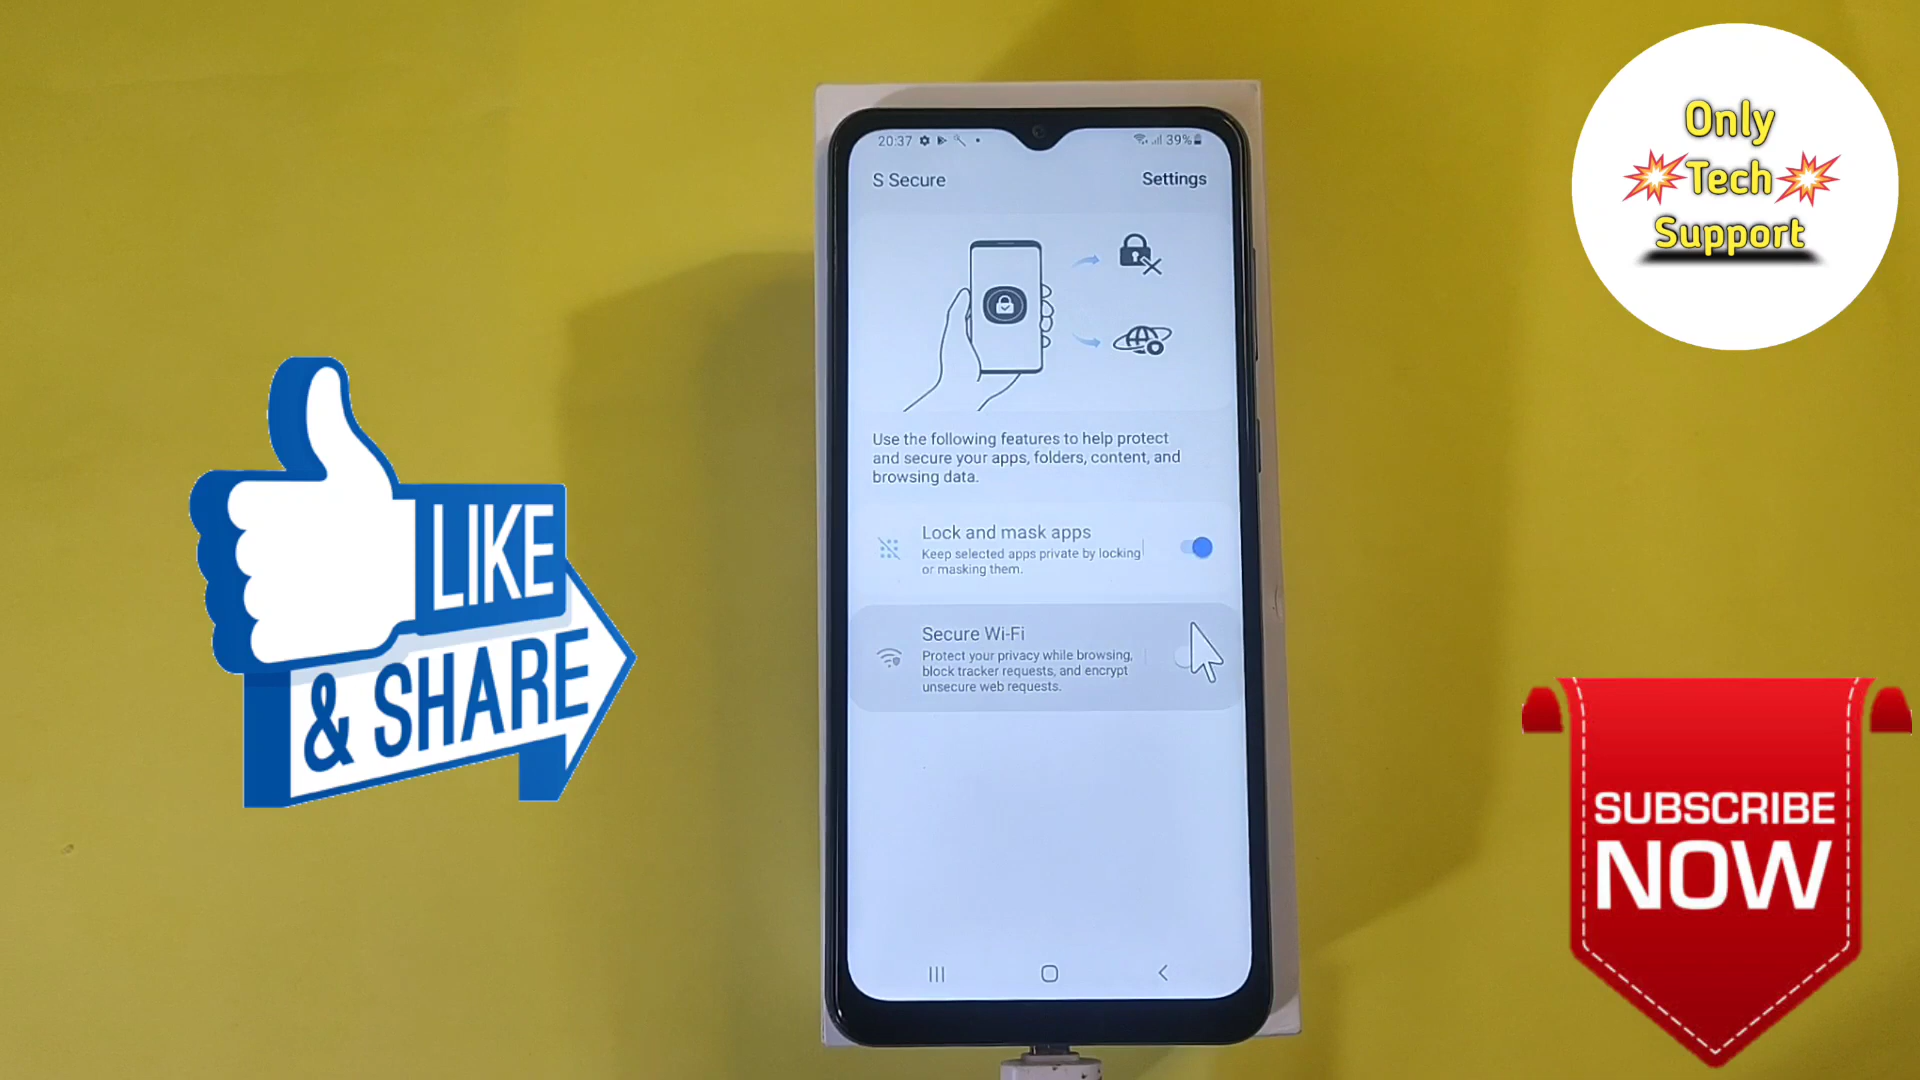 Only
Tech
Support
20:37
39%
S Secure
Settings
Use the following features to help protect
and secure your apps, folders, content, and
browsing data.
Lock and mask apps
Keep selected apps private by locking
or masking them.
Secure Wi-Fi
Protect your privacy while browsing,
block tracker requests, and encrypt
unsecure web requests.
LIKE
& SHARE
SUBSCRIBE
NOW